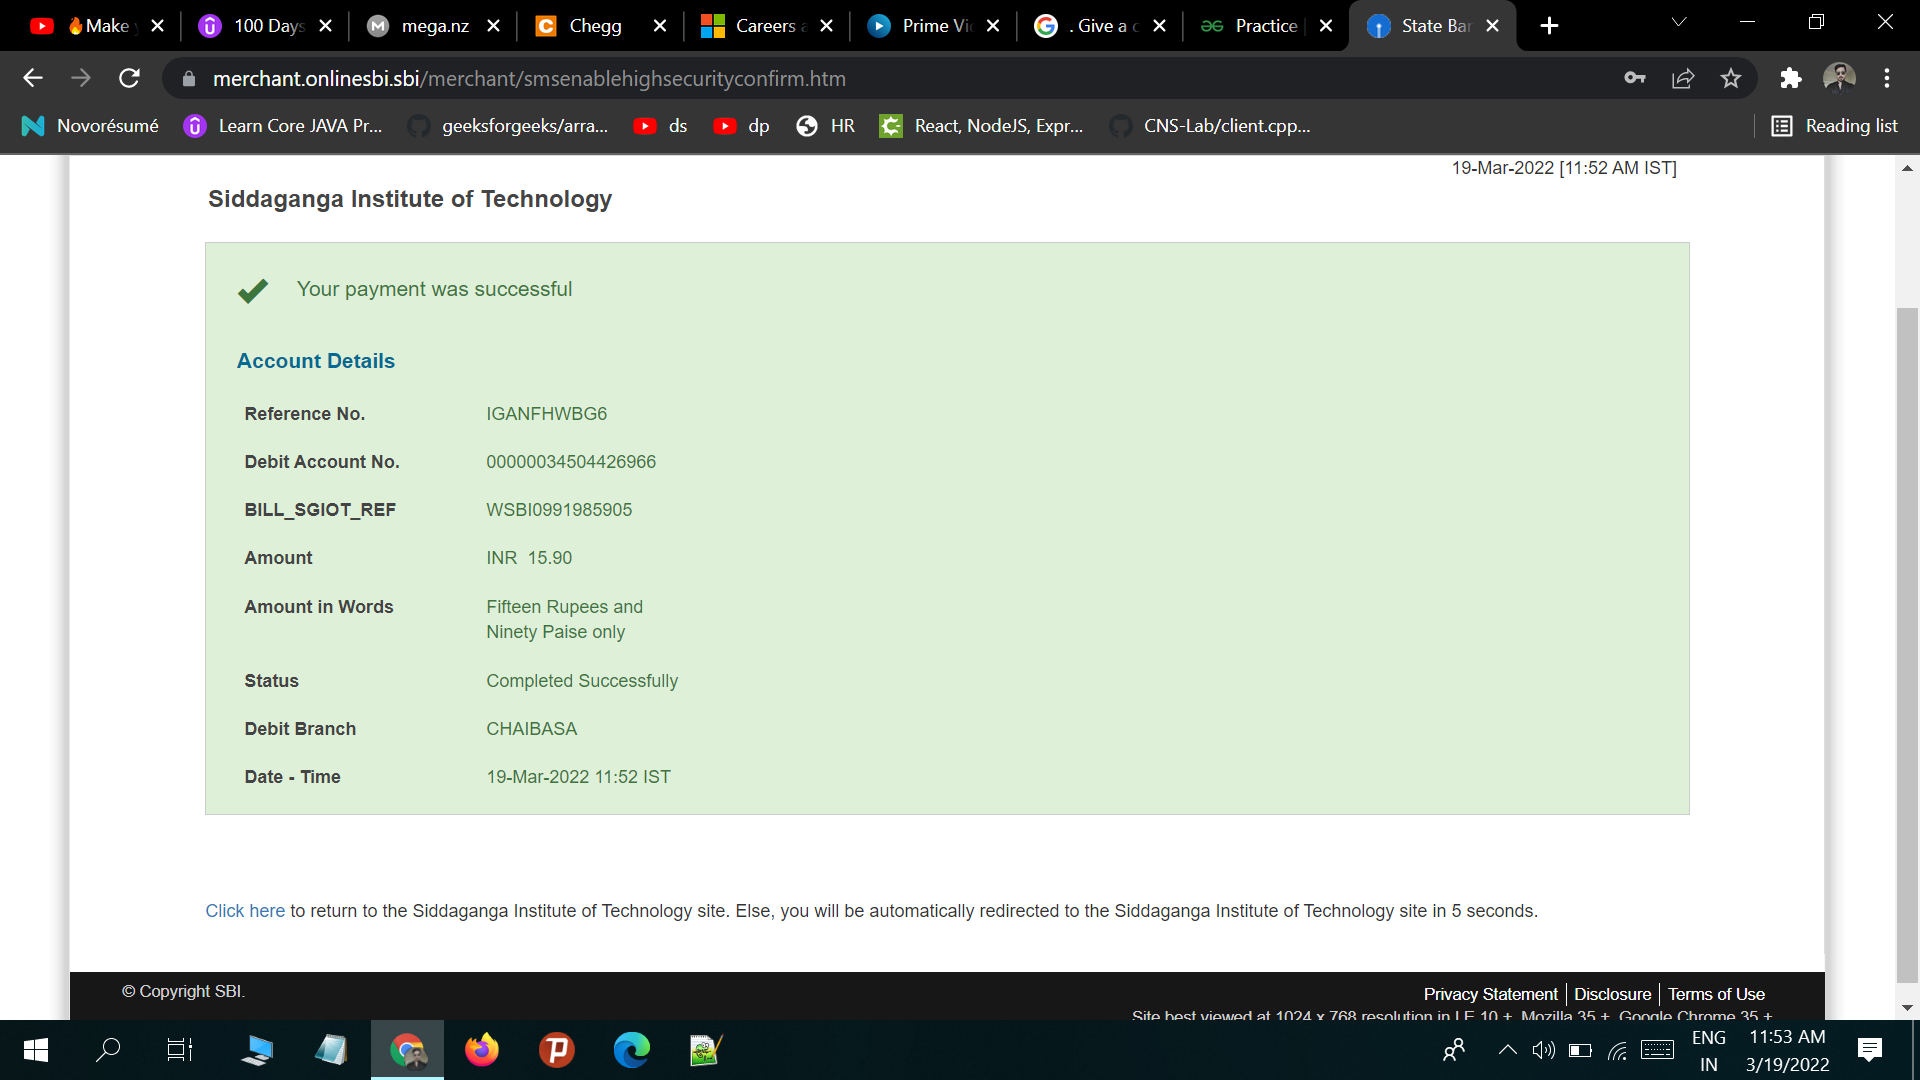 🔥Make
100 Days
mega.nz
Chegg
Careers a
Prime Vi
. Give a c
Practice
State Ban
merchant.onlinesbi.sbi/merchant/smsenablehighsecurityconfirm.htm
Novorésumé
Learn Core JAVA Pr...
geeksforgeeks/arra...
ds
dp
HR
React, NodeJS, Expr...
CNS-Lab/client.cpp...
Reading list
19-Mar-2022 [11:52 AM IST]
Siddaganga Institute of Technology
Your payment was successful
Account Details
Reference No. IGANFHWBG6
Debit Account No. 00000034504426966
BILL_SGIOT_REF WSBI0991985905
Amount INR 15.90
Amount in Words Fifteen Rupees and
Ninety Paise only
Status Completed Successfully
Debit Branch CHAIBASA
Date - Time 19-Mar-2022 11:52 IST
Click here to return to the Siddaganga Institute of Technology site. Else, you will be automatically redirected to the Siddaganga Institute of Technology site in 5 seconds.
© Copyright SBI.
Privacy Statement | Disclosure | Terms of Use
Site best viewed at 1024 x 768 resolution in I.E 10 +, Mozilla 35 +, Google Chrome 35 +
ENG
IN
11:53 AM
3/19/2022